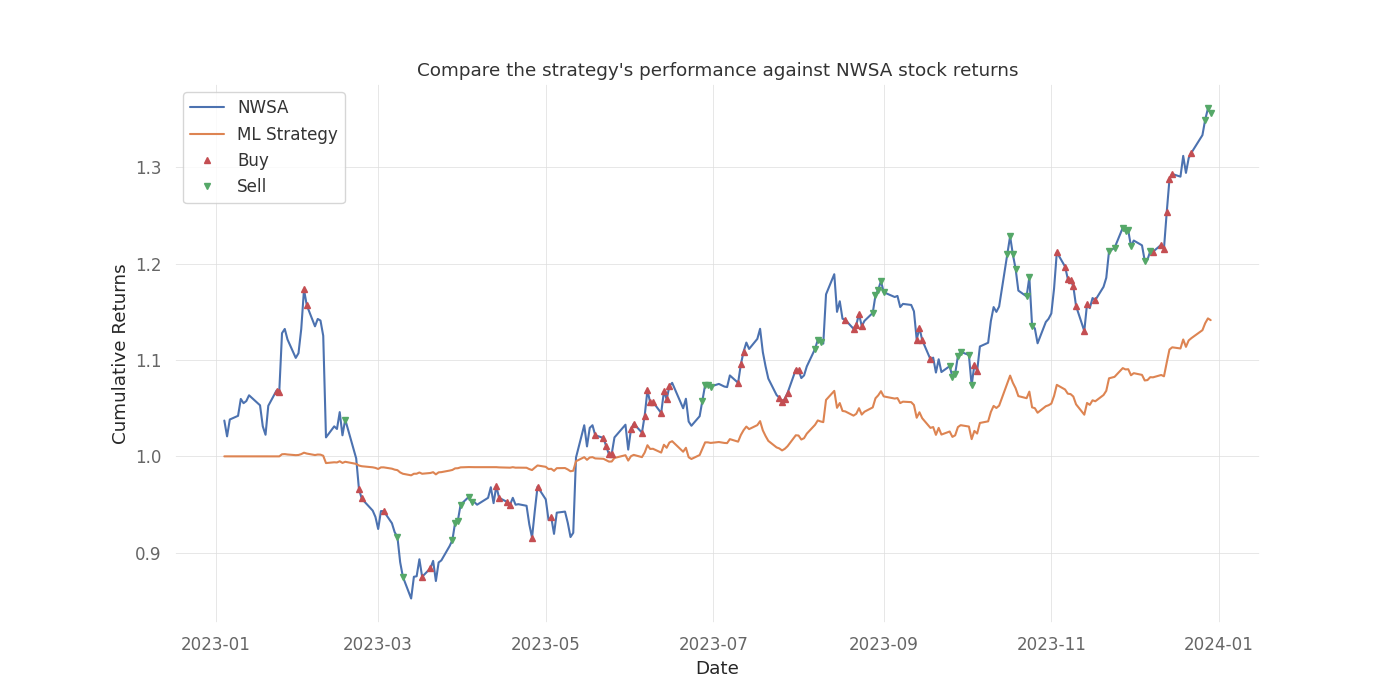 Compare the strategy's performance against NWSA stock returns
NWSA
ML Strategy
Buy
Sell
Cumulative Returns
1.3
1.2
1.1
1.0
0.9
2023-01
2023-03
2023-05
2023-07
2023-09
2023-11
2024-01
Date